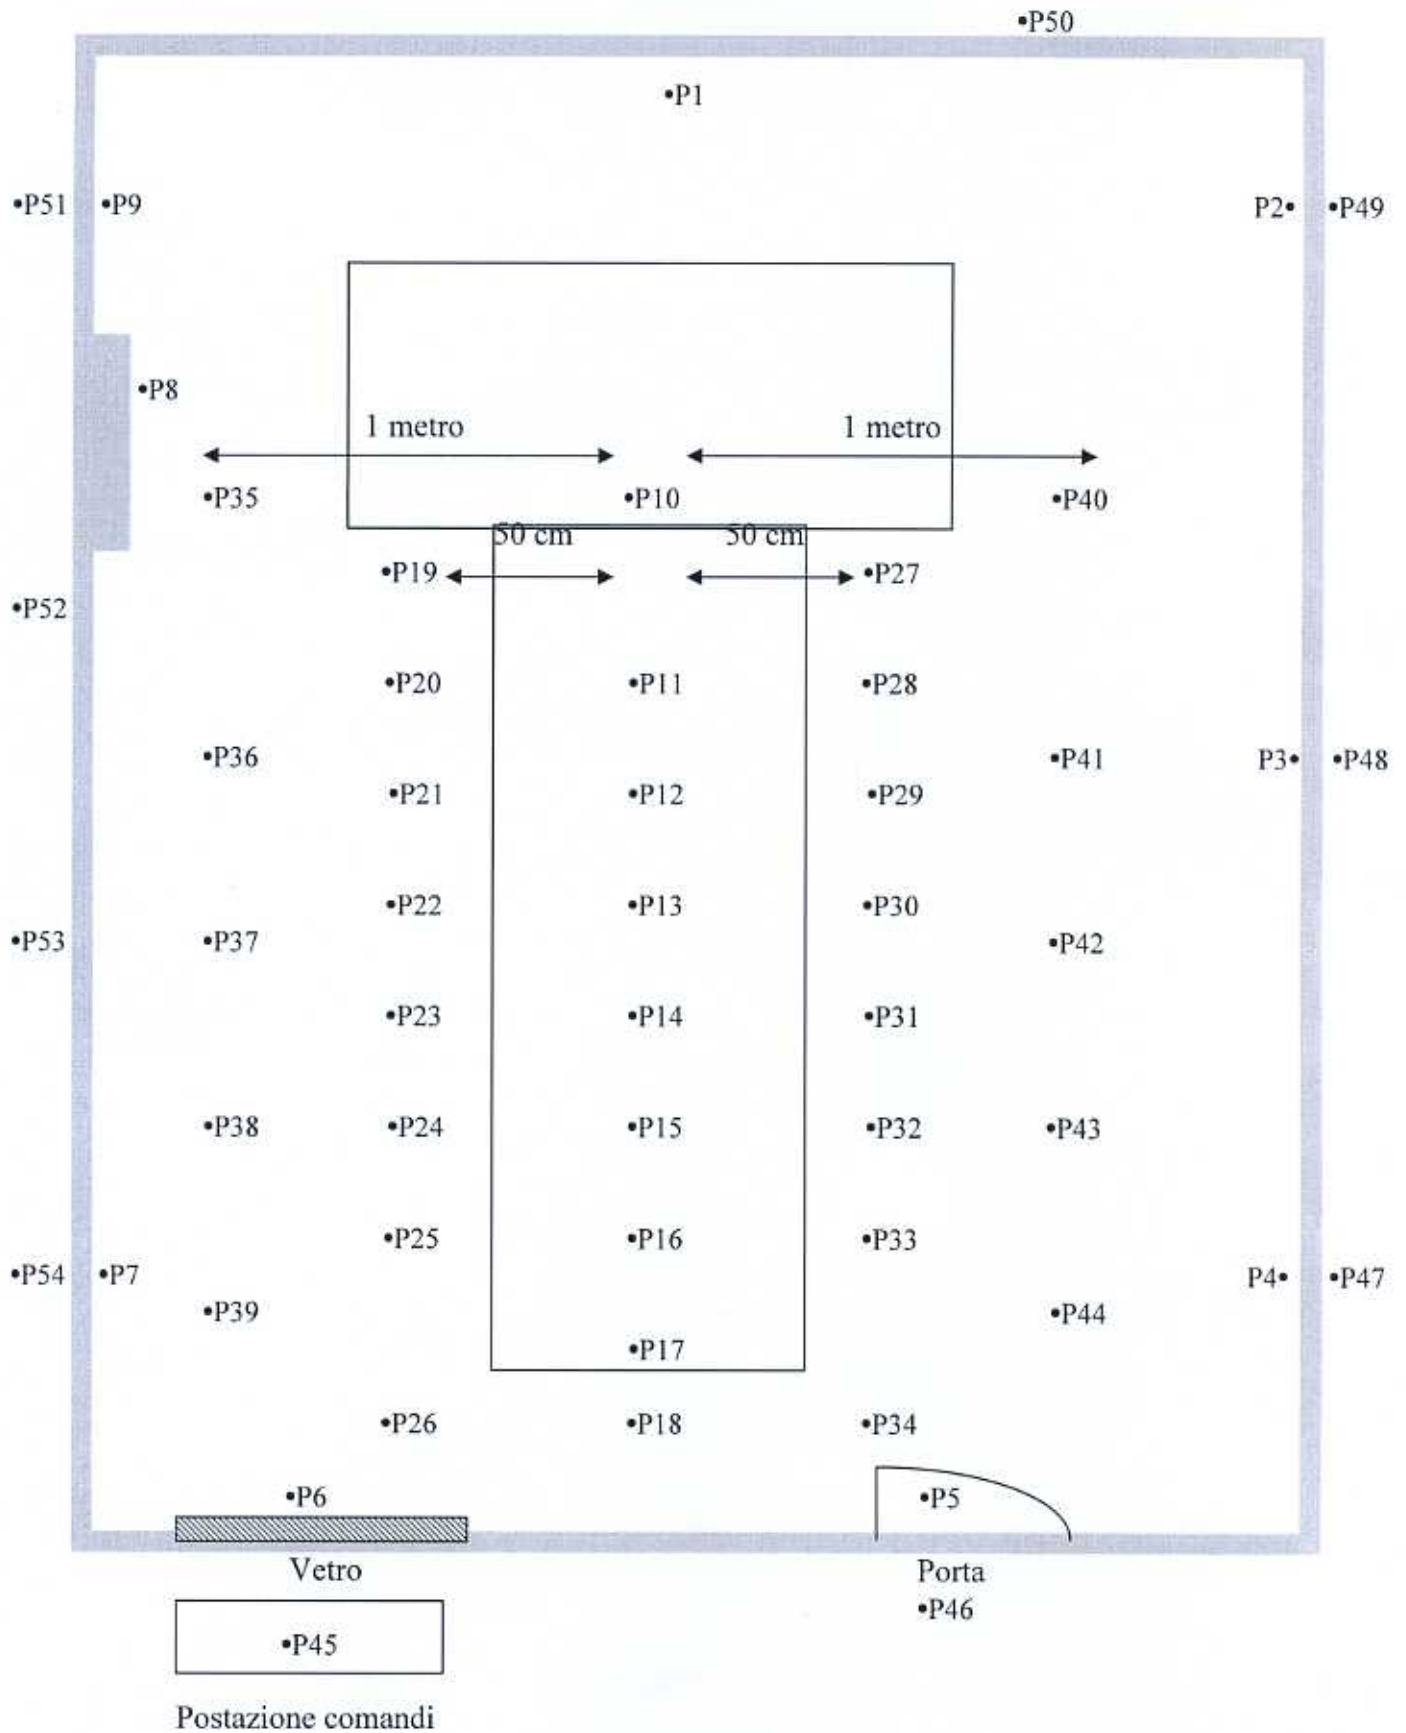 •P50
•P1
•P51 •P9 P2• •P49
•P8
1 metro 1 metro
•P35 •P10 •P40
50 cm 50 cm
•P19 •P27
•P52
•P20 •P11 •P28
•P36 •P41 P3• •P48
•P21 •P12 •P29
•P22 •P13 •P30
•P53 •P37 •P42
•P23 •P14 •P31
•P38 •P24 •P15 •P32 •P43
•P25 •P16 •P33
•P54 •P7 P4• •P47
•P39 •P44
•P17
•P26 •P18 •P34
•P6 •P5
Vetro Porta
•P46
•P45
Postazione comandi